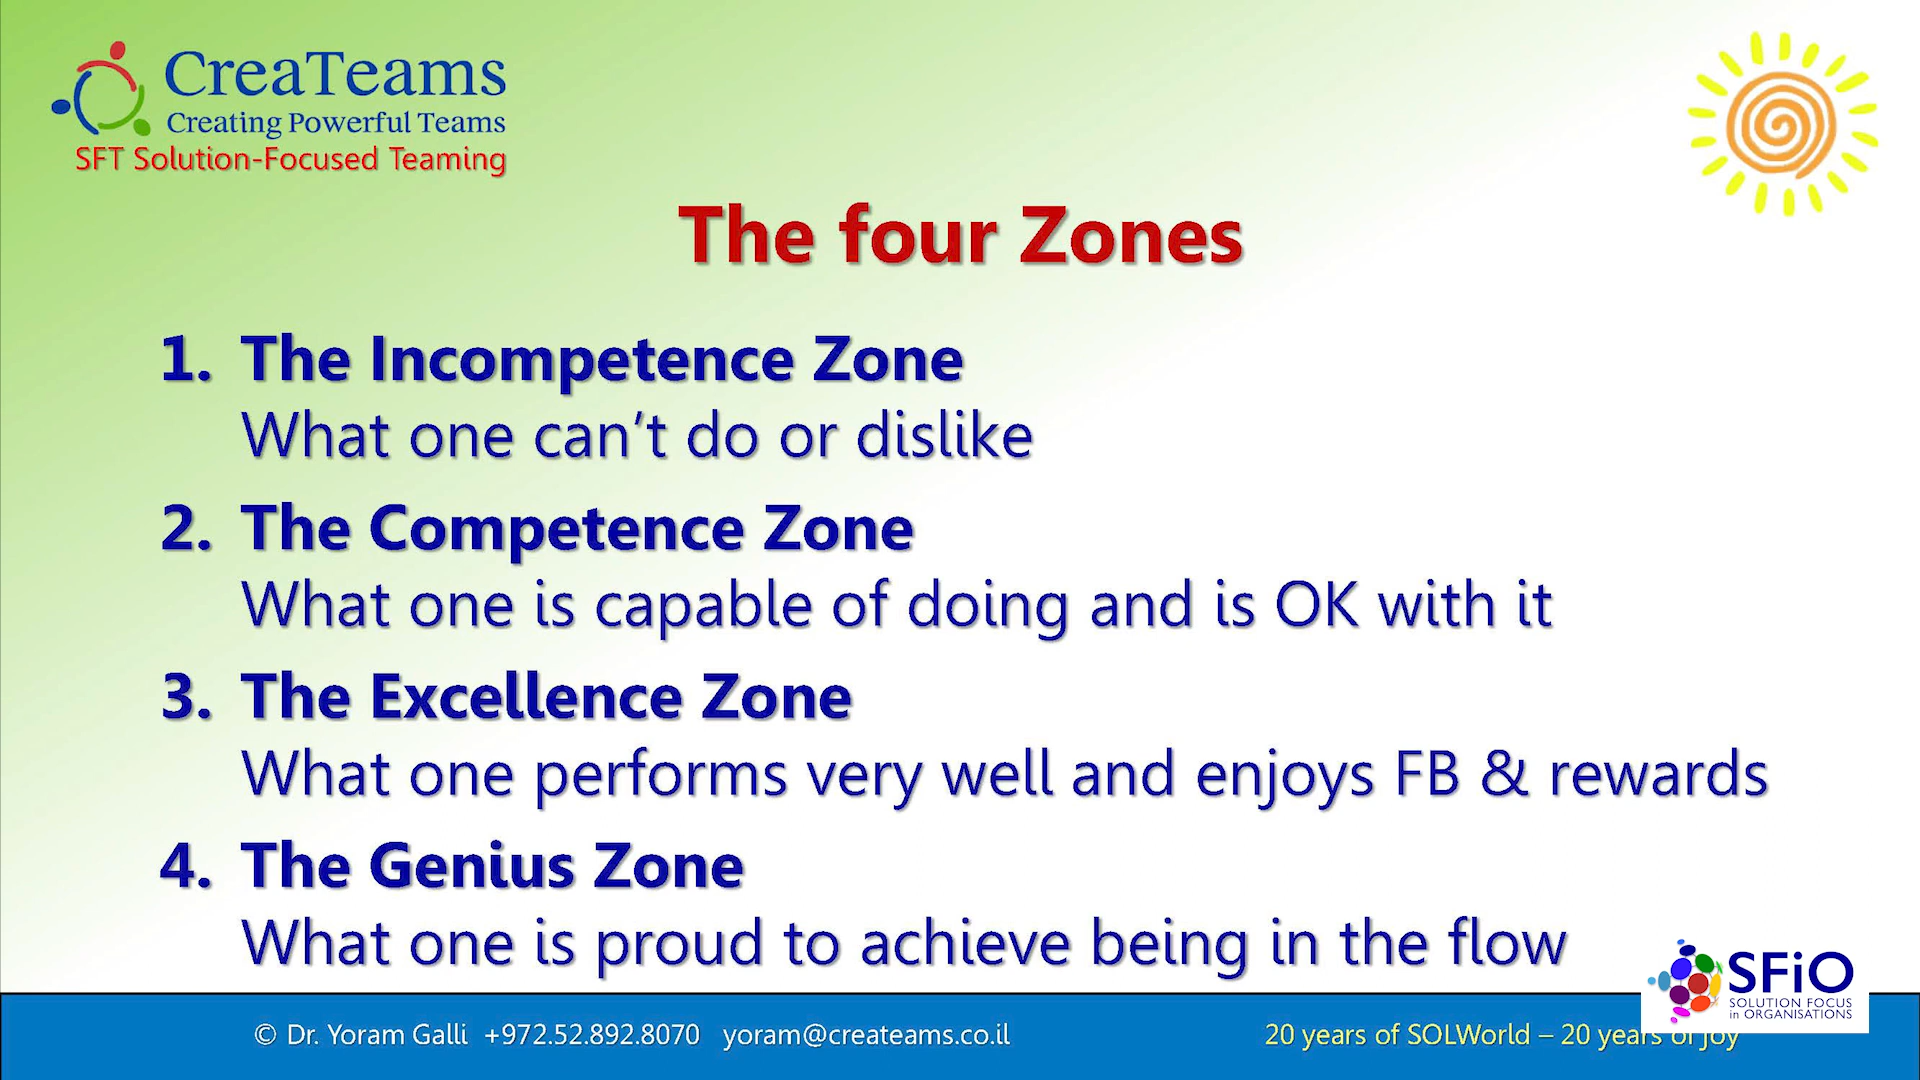 CreaTeams
Creating Powerful Teams
SFT Solution-Focused Teaming
The four Zones
1. The Incompetence Zone
What one can't do or dislike
2. The Competence Zone
What one is capable of doing and is OK with it
3. The Excellence Zone
What one performs very well and enjoys FB & rewards
4. The Genius Zone
What one is proud to achieve being in the flow
SFiO
SOLUTION FOCUS
in ORGANISATIONS
© Dr. Yoram Galli +972.52.892.8070 yoram@createams.co.il
20 years of SOLWorld – 20 years of joy